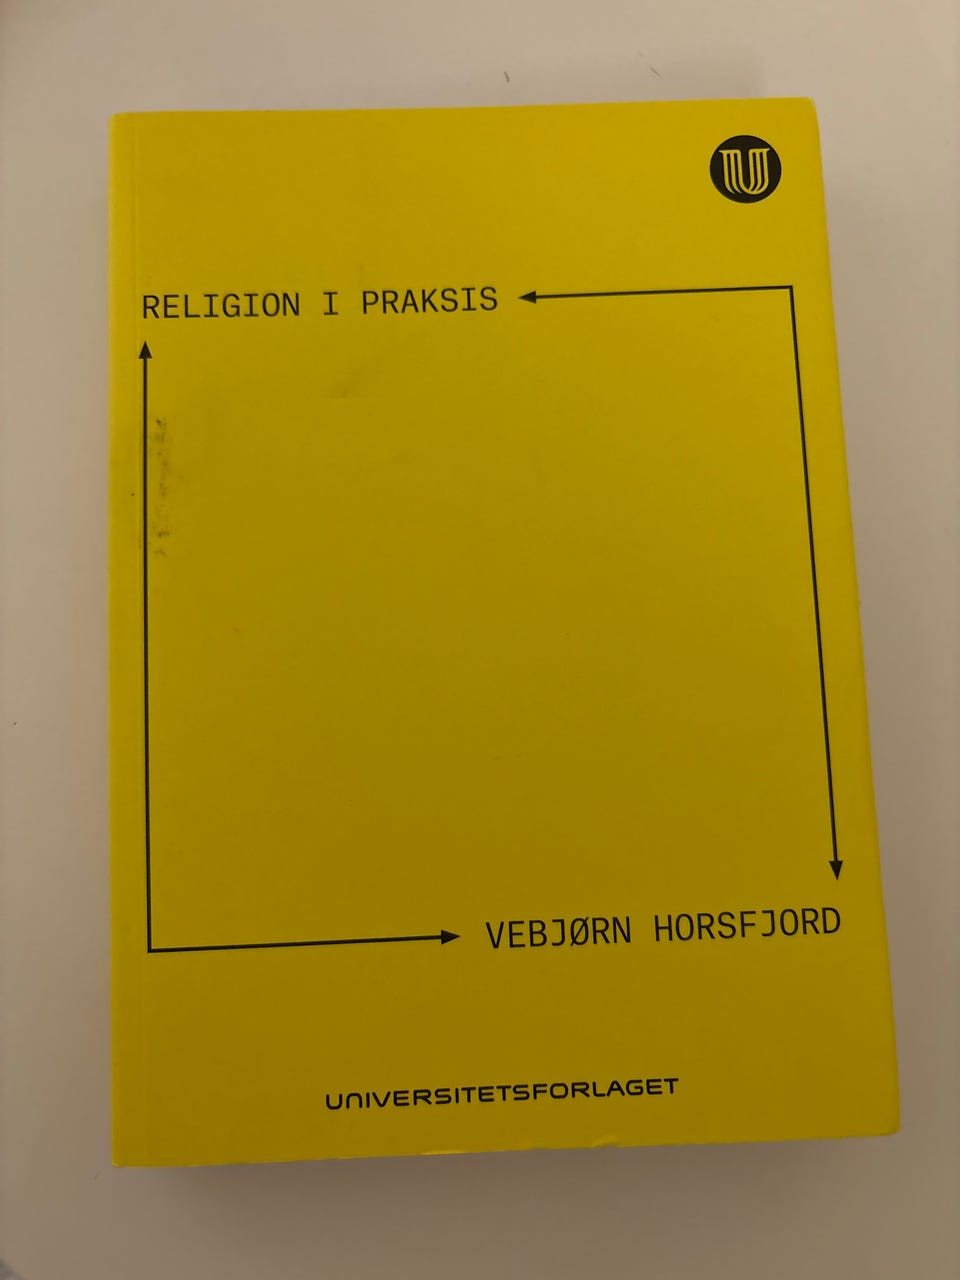 U
RELIGION I PRAKSIS
VEBJØRN HORSFJORD
UNIVERSITETSFORLAGET